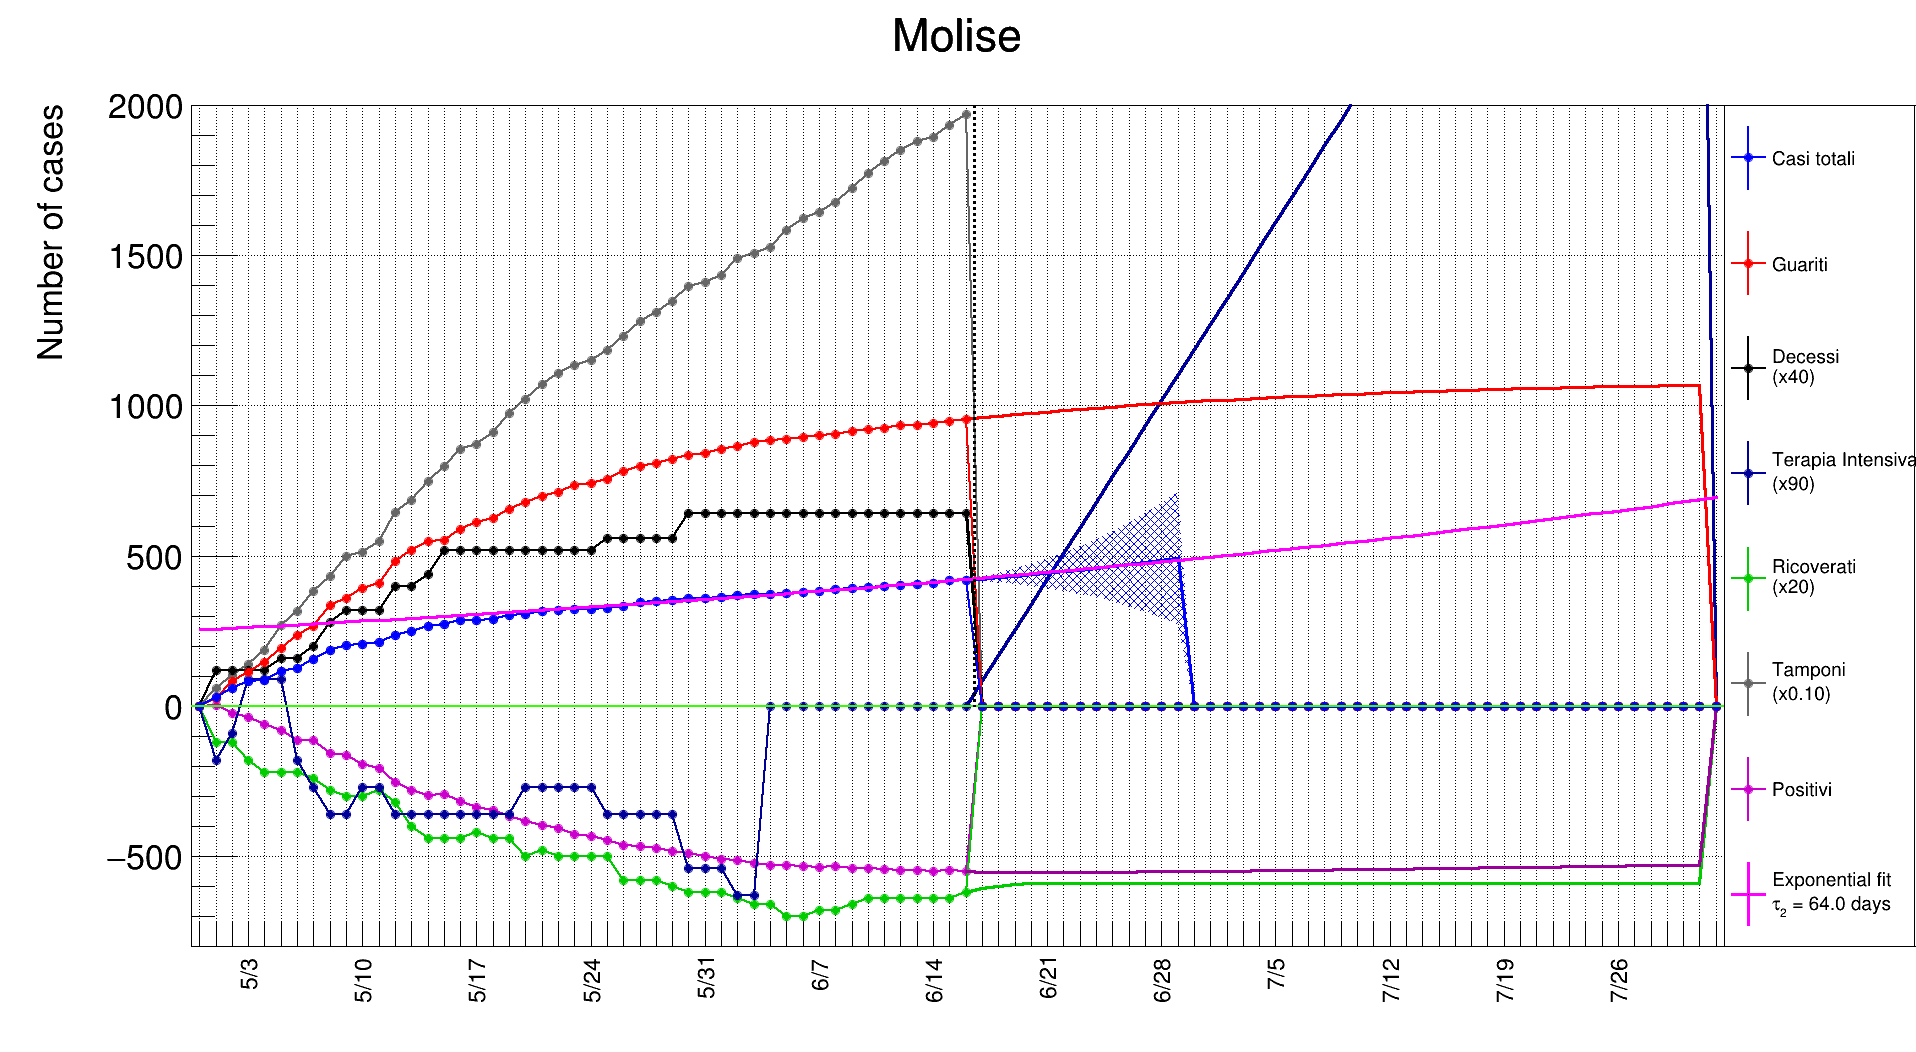 Molise
Number of cases
2000
1500
1000
500
0
−500
5/3
5/10
5/17
5/24
5/31
6/7
6/14
6/21
6/28
7/5
7/12
7/19
7/26
Casi totali
Guariti
Decessi
(x40)
Terapia Intensiva
(x90)
Ricoverati
(x20)
Tamponi
(x0.10)
Positivi
Exponential fit
τ2 = 64.0 days